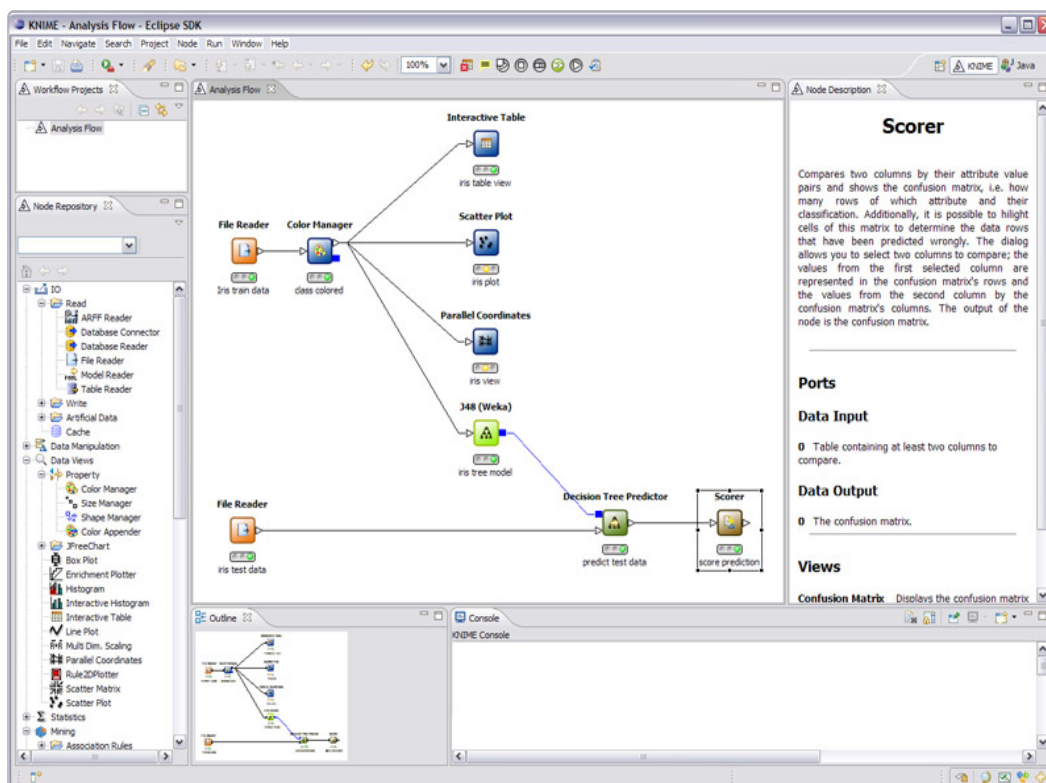 KNIME - Analysis Flow - Eclipse SDK
File Edit Navigate Search Project Node Run Window Help
100%
KNIME
Java
Workflow Projects
Analysis Flow
Node Repository
IO
Read
ARFF Reader
Database Connector
Database Reader
File Reader
Model Reader
Table Reader
Write
Artificial Data
Cache
Data Manipulation
Data Views
Property
Color Manager
Size Manager
Shape Manager
Color Appender
JFreeChart
Box Plot
Enrichment Plotter
Histogram
Interactive Histogram
Interactive Table
Line Plot
Multi Dim. Scaling
Parallel Coordinates
Rule2DPlotter
Scatter Matrix
Scatter Plot
Statistics
Mining
Association Rules
Analysis Flow
Interactive Table
iris table view
File Reader
Color Manager
Scatter Plot
Iris train data
class colored
iris plot
Parallel Coordinates
iris view
J48 (Weka)
iris tree model
File Reader
Decision Tree Predictor
Scorer
iris test data
predict test data
score prediction
Node Description
Scorer
Compares two columns by their attribute value
pairs and shows the confusion matrix, i.e. how
many rows of which attribute and their
classification. Additionally, it is possible to hilight
cells of this matrix to determine the data rows
that have been predicted wrongly. The dialog
allows you to select two columns to compare; the
values from the first selected column are
represented in the confusion matrix's rows and
the values from the second column by the
confusion matrix's columns. The output of the
node is the confusion matrix.
Ports
Data Input
0 Table containing at least two columns to
compare.
Data Output
0 The confusion matrix.
Views
Confusion Matrix Displays the confusion matrix
Outline
Console
KNIME Console